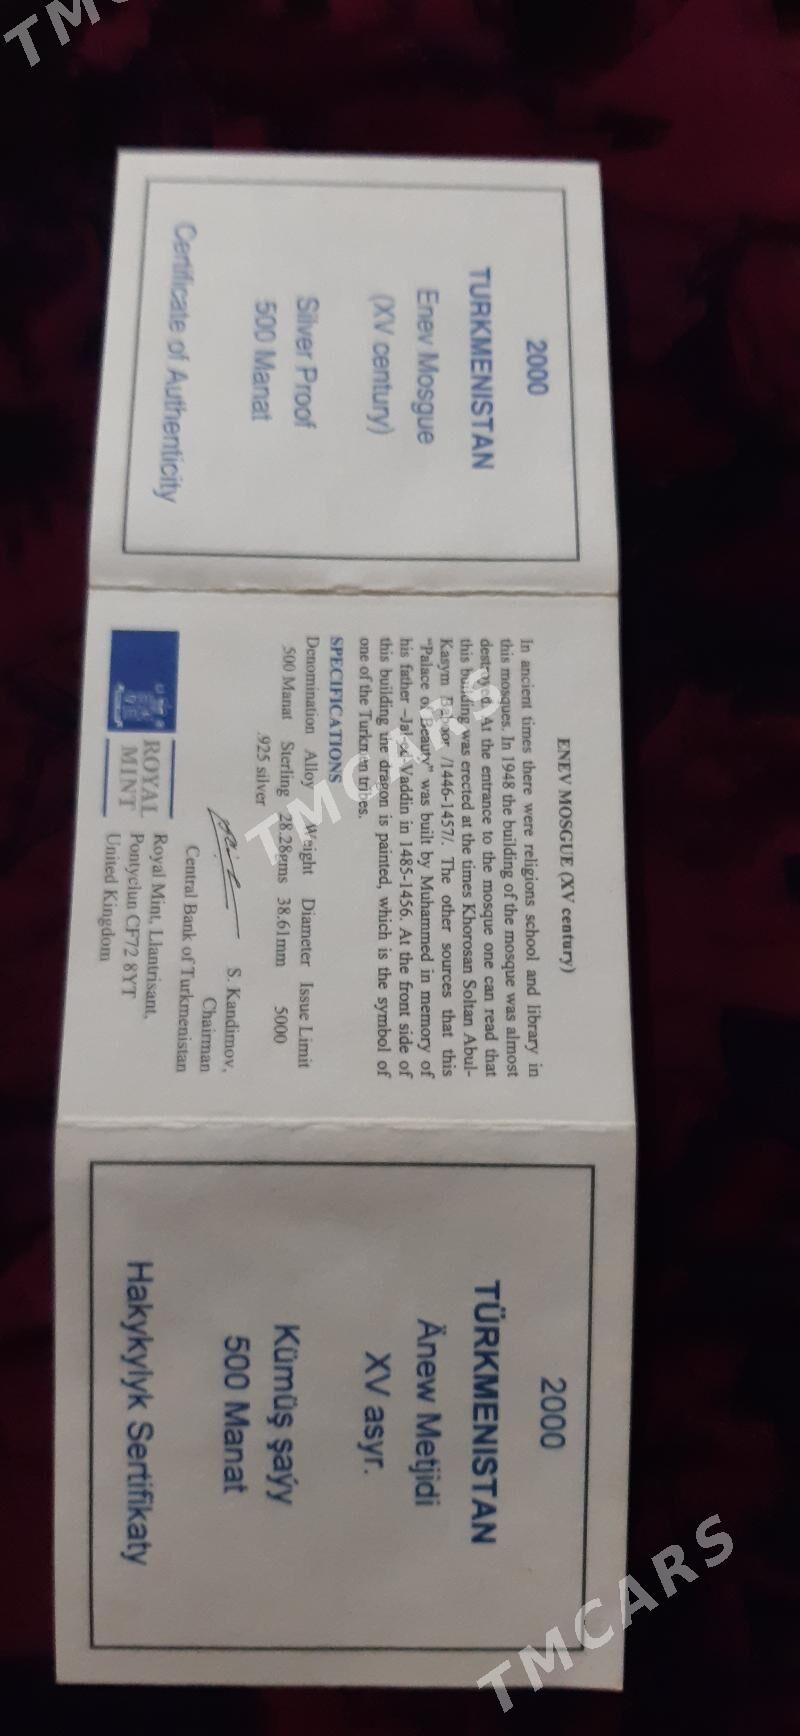 2000
TURKMENISTAN
Enev Mosgue
(XV century)
Silver Proof
500 Manat
Certificate of Authenticity
ENEV MOSGUE (XV century)
In ancient times there were religions school and library in
this mosques. In 1948 the building of the mosque was almost
destroyed. At the entrance to the mosque one can read that
this building was erected at the times Khorosan Soltan Abul-
Kasym /1446-1457/. The other sources that this
"Palace of Beauty" was built by Muhammed in memory of
his father in 1485-1456. At the front side of
this building the dragon is painted, which is the symbol of
one of the Turkmen tribes.
SPECIFICATIONS
Denomination Alloy Weight Diameter Issue Limit
500 Manat Sterling 28.28gms 38.61mm 5000
.925 silver
S. Kandimov,
Chairman
Central Bank of Turkmenistan
ROYAL
MINT
Royal Mint, Llantrisant,
Pontyclun CF72 8YT
United Kingdom
2000
TÜRKMENISTAN
Änew Metjidi
XV asyr.
Kümüş şaýy
500 Manat
Hakykylyk Sertifikaty
TMCARS
TMCARS